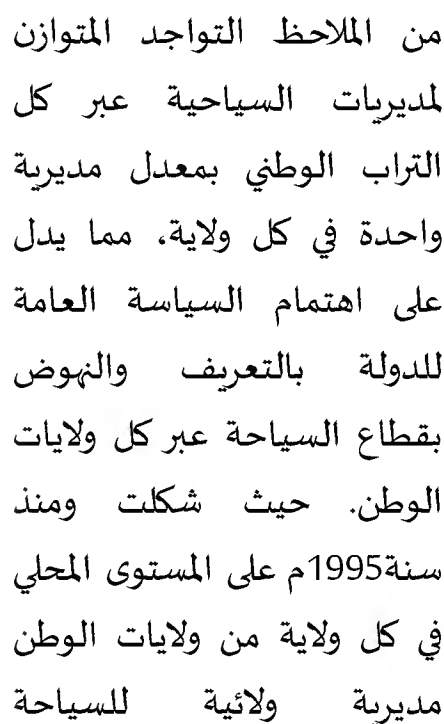 من الملاحظ التواجد المتوازن
لمديريات السياحية عبر كل
التراب الوطني بمعدل مديرية
واحدة في كل ولاية، مما يدل
على اهتمام السياسة العامة
للدولة بالتعريف والنهوض
بقطاع السياحة عبر كل ولايات
الوطن. حيث شكلت ومنذ
سنة1995م على المستوى المحلي
في كل ولاية من ولايات الوطن
مديرية ولائية للسياحة